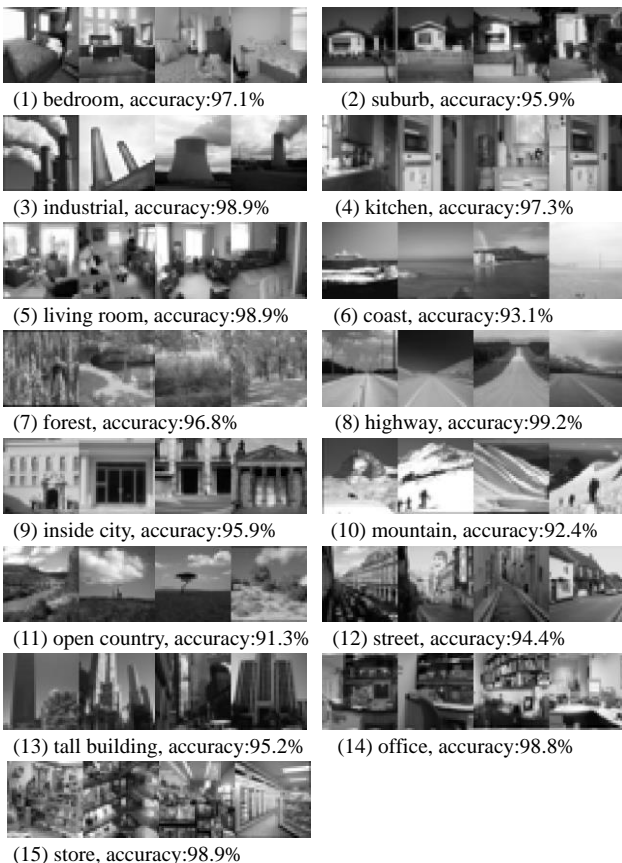 (1) bedroom, accuracy:97.1%
(2) suburb, accuracy:95.9%
(3) industrial, accuracy:98.9%
(4) kitchen, accuracy:97.3%
(5) living room, accuracy:98.9%
(6) coast, accuracy:93.1%
(7) forest, accuracy:96.8%
(8) highway, accuracy:99.2%
(9) inside city, accuracy:95.9%
(10) mountain, accuracy:92.4%
(11) open country, accuracy:91.3%
(12) street, accuracy:94.4%
(13) tall building, accuracy:95.2%
(14) office, accuracy:98.8%
(15) store, accuracy:98.9%